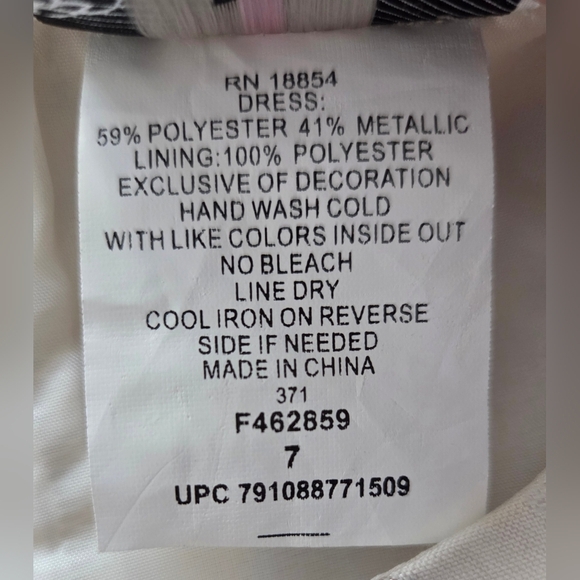 RN 18854
DRESS:
59% POLYESTER 41% METALLIC
LINING:100% POLYESTER
EXCLUSIVE OF DECORATION
HAND WASH COLD
WITH LIKE COLORS INSIDE OUT
NO BLEACH
LINE DRY
COOL IRON ON REVERSE
SIDE IF NEEDED
MADE IN CHINA
371
F462859
7
UPC 791088771509